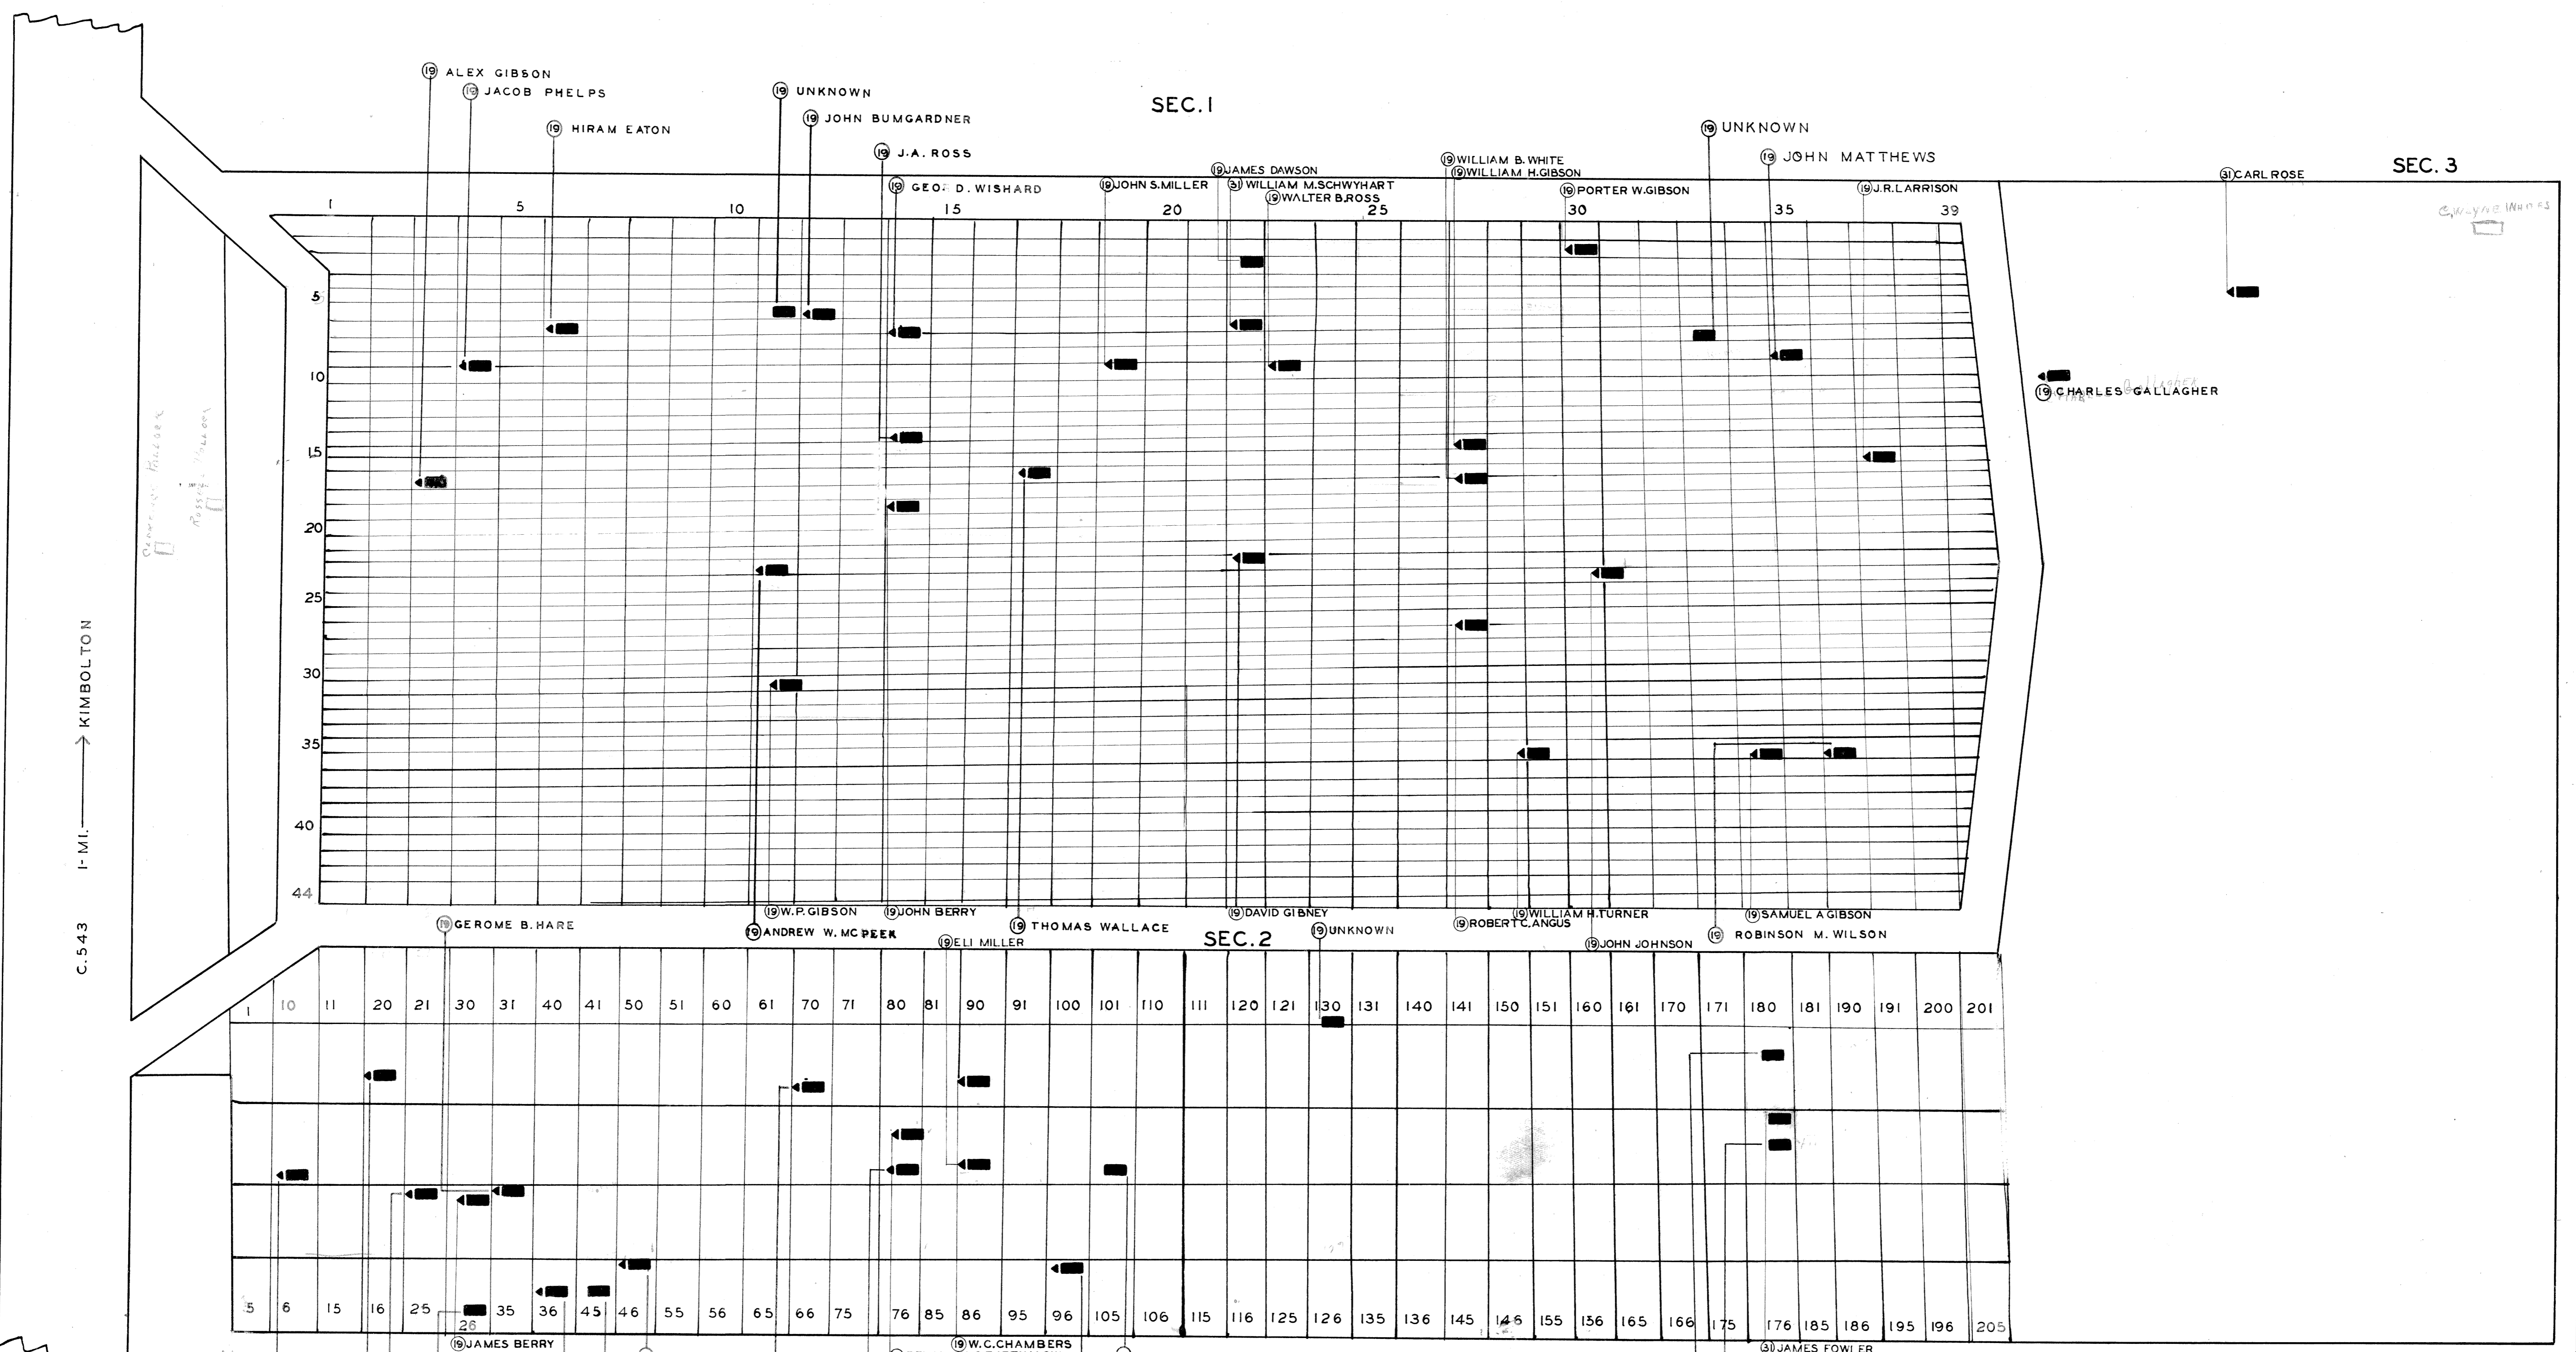 SEC. 1
SEC. 3
(19) ALEX GIBSON
(19) JACOB PHELPS
(19) UNKNOWN
(19) JOHN BUMGARDNER
(19) HIRAM EATON
(19) UNKNOWN
(19) J.A. ROSS
(19) JOHN MATTHEWS
(19) WILLIAM B. WHITE
(19) WILLIAM H. GIBSON
(19) JAMES DAWSON
(31) CARL ROSE
(19) GEO. D. WISHARD
(19) JOHN S. MILLER
(31) WILLIAM M. SCHWYHART
(19) WALTER B. ROSS
(19) PORTER W. GIBSON
(19) J.R. LARRISON
1 5 10 15 20 25 30 35 39
5
10
15
20
25
30
35
40
44
(19) CHARLES GALLAGHER
C. 543 1-MI. → KIMBOLTON
(19) GEROME B. HARE
(19) W.P. GIBSON
(19) ANDREW W. MC PEEK
(19) JOHN BERRY
(19) ELI MILLER
(19) THOMAS WALLACE
SEC. 2
(19) DAVID GIBNEY
(19) UNKNOWN
(19) ROBERT C. ANGUS
(19) WILLIAM H. TURNER
(19) JOHN JOHNSON
(19) SAMUEL A GIBSON
(19) ROBINSON M. WILSON
1 10 11 20 21 30 31 40 41 50 51 60 61 70 71 80 81 90 91 100 101 110 111 120 121 130 131 140 141 150 151 160 161 170 171 180 181 190 191 200 201
5 6 15 16 25 26 35 36 45 46 55 56 65 66 75 76 85 86 95 96 105 106 115 116 125 126 135 136 145 146 155 156 165 166 175 176 185 186 195 196 205
(19) JAMES BERRY
(19) W.C. CHAMBERS
(31) JAMES FOWLER